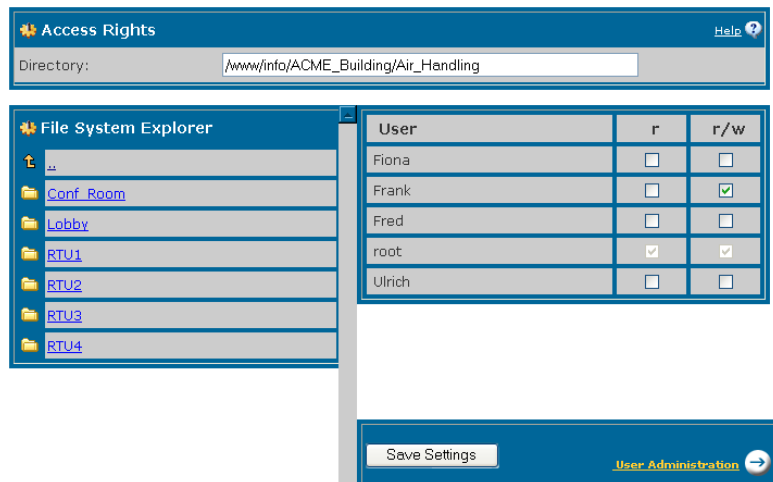 Access Rights
Help
Directory: /www/info/ACME_Building/Air_Handling
File System Explorer
..
Conf_Room
Lobby
RTU1
RTU2
RTU3
RTU4
User r r/w
Fiona
Frank
Fred
root
Ulrich
Save Settings
User Administration